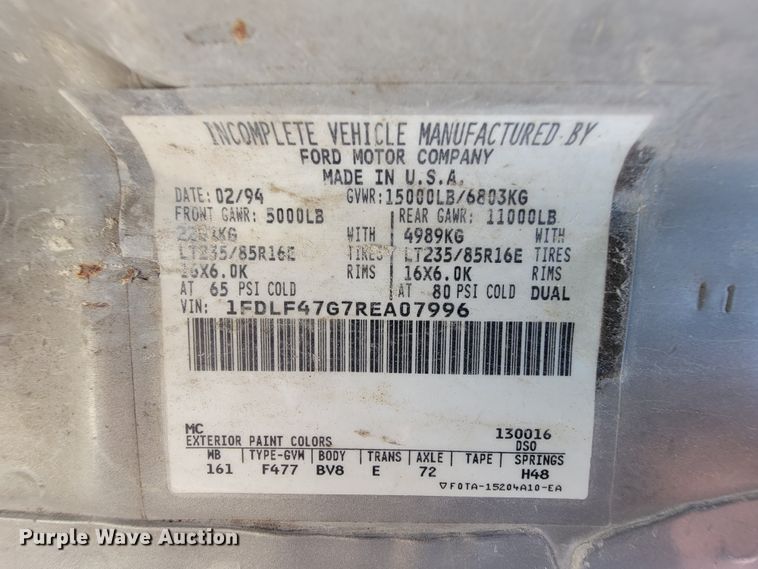 INCOMPLETE VEHICLE MANUFACTURED BY
FORD MOTOR COMPANY
MADE IN U.S.A.
DATE: 02/94 GVWR: 15000LB/6803KG
FRONT GAWR: 5000LB REAR GAWR: 11000LB
WITH 4989KG WITH
LT235/85R16E TIRES LT235/85R16E TIRES
16X6.0K RIMS 16X6.0K RIMS
AT 65 PSI COLD AT 80 PSI COLD DUAL
VIN: 1FDLF47G7REA07996
MC 130016
EXTERIOR PAINT COLORS DSO
WB TYPE-GVM BODY TRANS AXLE TAPE SPRINGS
161 F477 BV8 E 72 H48
▽ F0TA-15204A10-EA
Purple Wave Auction